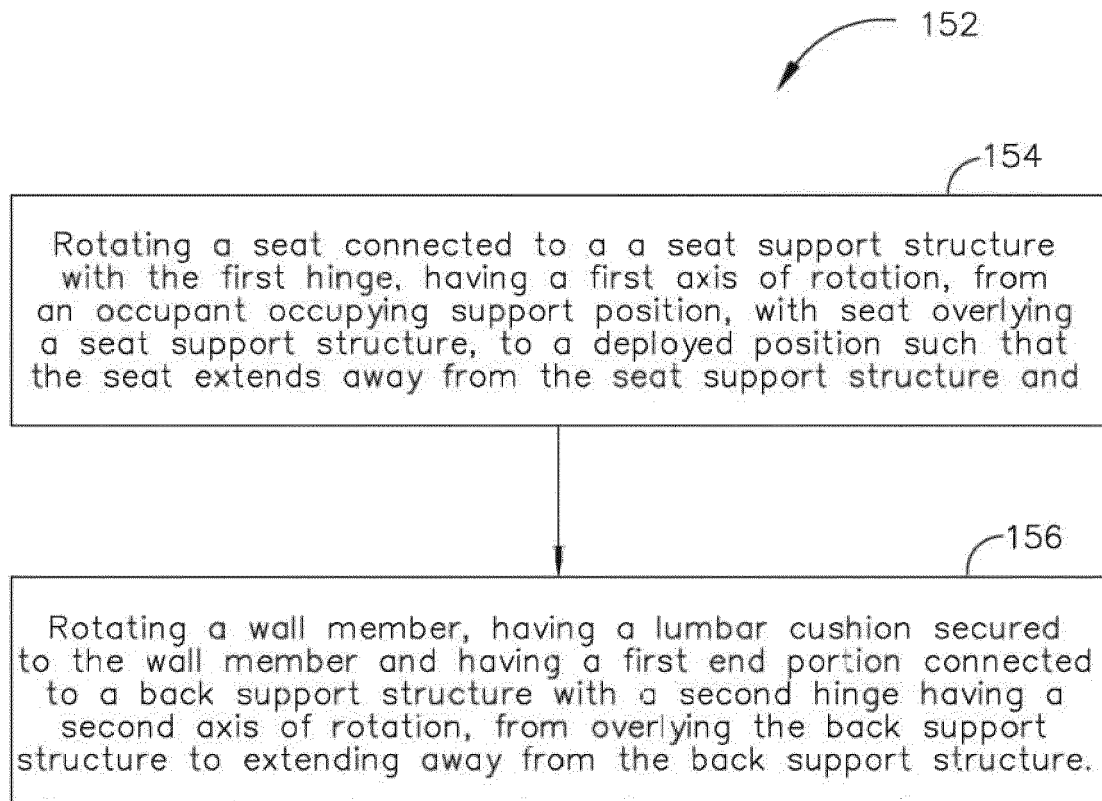 152
154
Rotating a seat connected to a a seat support structure
with the first hinge, having a first axis of rotation, from
an occupant occupying support position, with seat overlying
a seat support structure, to a deployed position such that
the seat extends away from the seat support structure and
156
Rotating a wall member, having a lumbar cushion secured
to the wall member and having a first end portion connected
to a back support structure with a second hinge having a
second axis of rotation, from overlying the back support
structure to extending away from the back support structure.